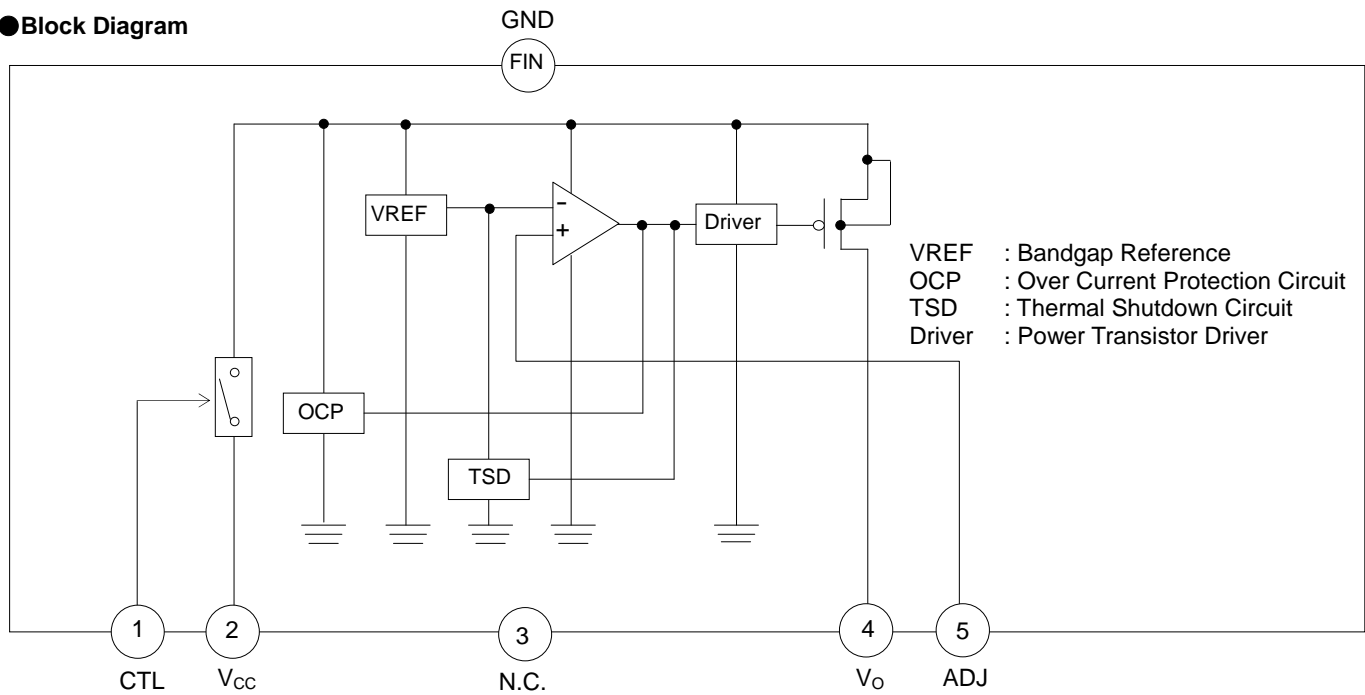 ●Block Diagram
GND
FIN
VREF
-
+
Driver
VREF : Bandgap Reference
OCP : Over Current Protection Circuit
TSD : Thermal Shutdown Circuit
Driver : Power Transistor Driver
OCP
TSD
1
2
3
4
5
CTL
VCC
N.C.
VO
ADJ